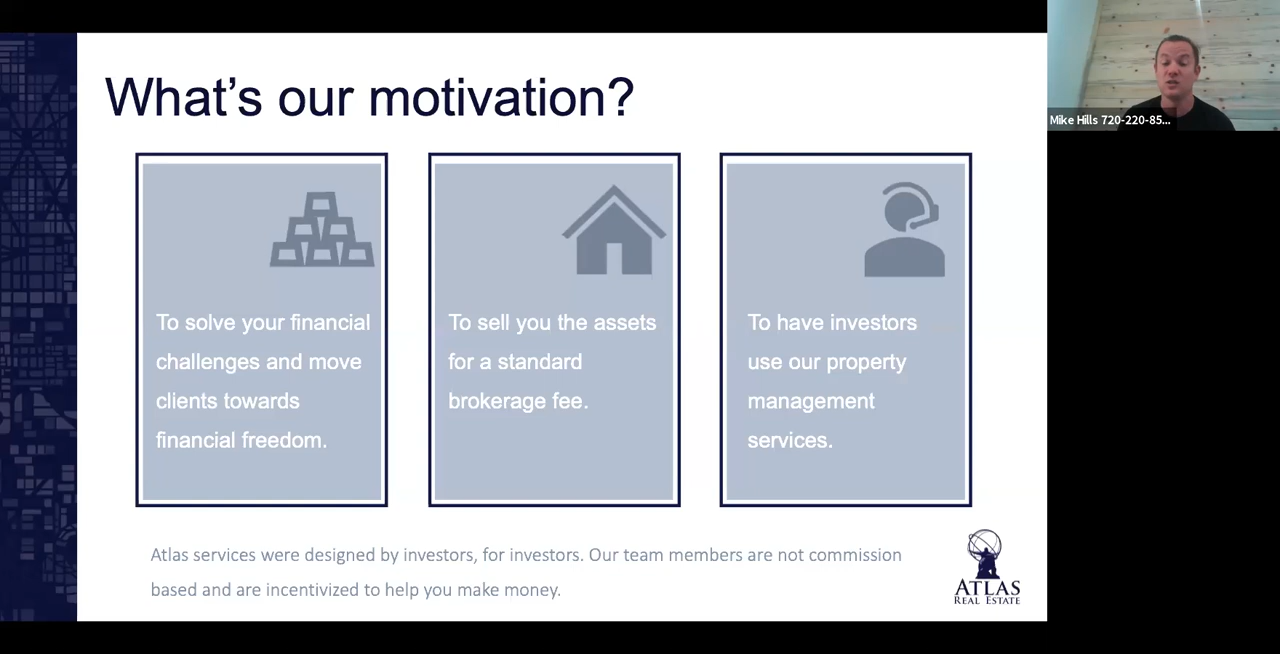 What's our motivation?
To solve your financial
challenges and move
clients towards
financial freedom.
To sell you the assets
for a standard
brokerage fee.
To have investors
use our property
management
services.
Atlas services were designed by investors, for investors. Our team members are not commission
based and are incentivized to help you make money.
ATLAS
REAL ESTATE
Mike Hills 720-220-85...